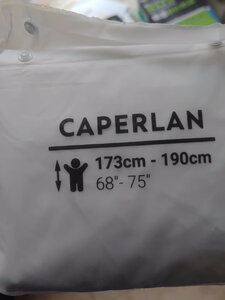 CAPERLAN
173cm - 190cm
68"- 75"